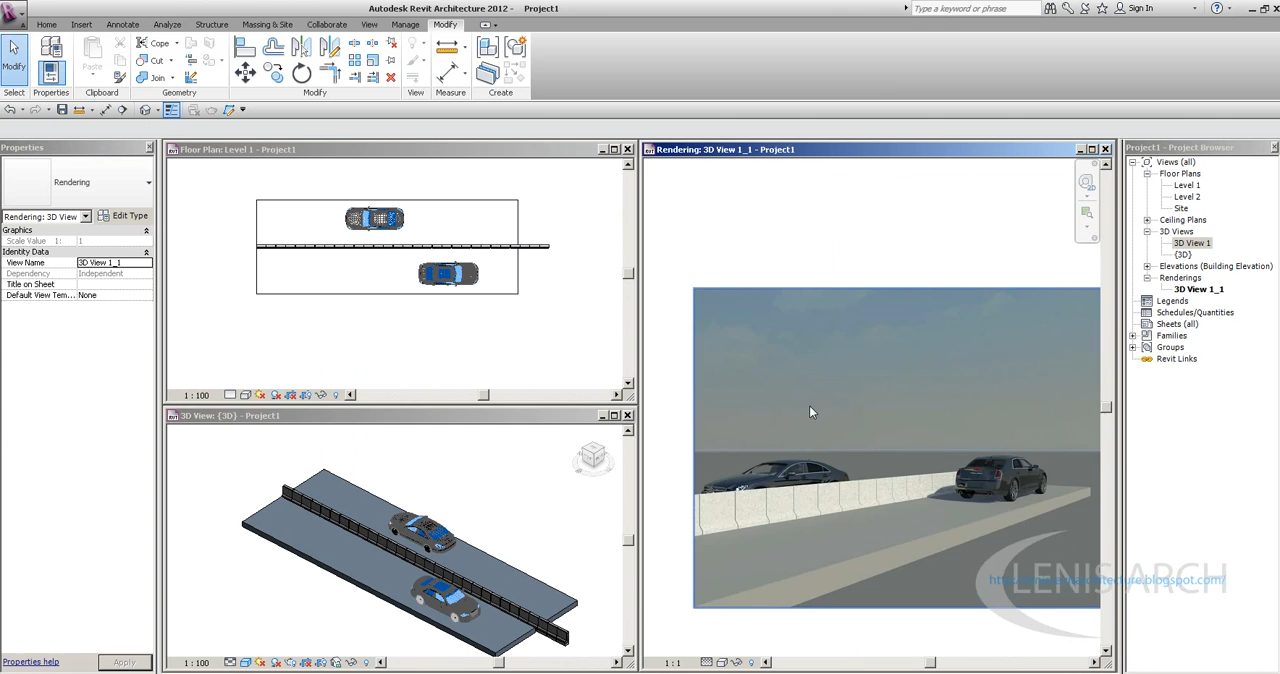 Autodesk Revit Architecture 2012 - Project1
Type a keyword or phrase
Sign In
Home Insert Annotate Analyze Structure Massing & Site Collaborate View Manage Modify
Modify
Properties
Paste
Cope
Cut
Join
Select Properties Clipboard Geometry Modify View Measure Create
Properties
Rendering
Rendering: 3D View
Edit Type
Graphics
Scale Value 1: 1
Identity Data
View Name 3D View 1_1
Dependency Independent
Title on Sheet
Default View Tem... None
Properties help
Apply
Floor Plan: Level 1 - Project1
1 : 100
3D View: {3D} - Project1
1 : 100
Rendering: 3D View 1_1 - Project1
LENIS ARCH
1 : 1
Project1 - Project Browser
Views (all)
Floor Plans
Level 1
Level 2
Site
Ceiling Plans
3D Views
3D View 1
{3D}
Elevations (Building Elevation)
Renderings
3D View 1_1
Legends
Schedules/Quantities
Sheets (all)
Families
Groups
Revit Links